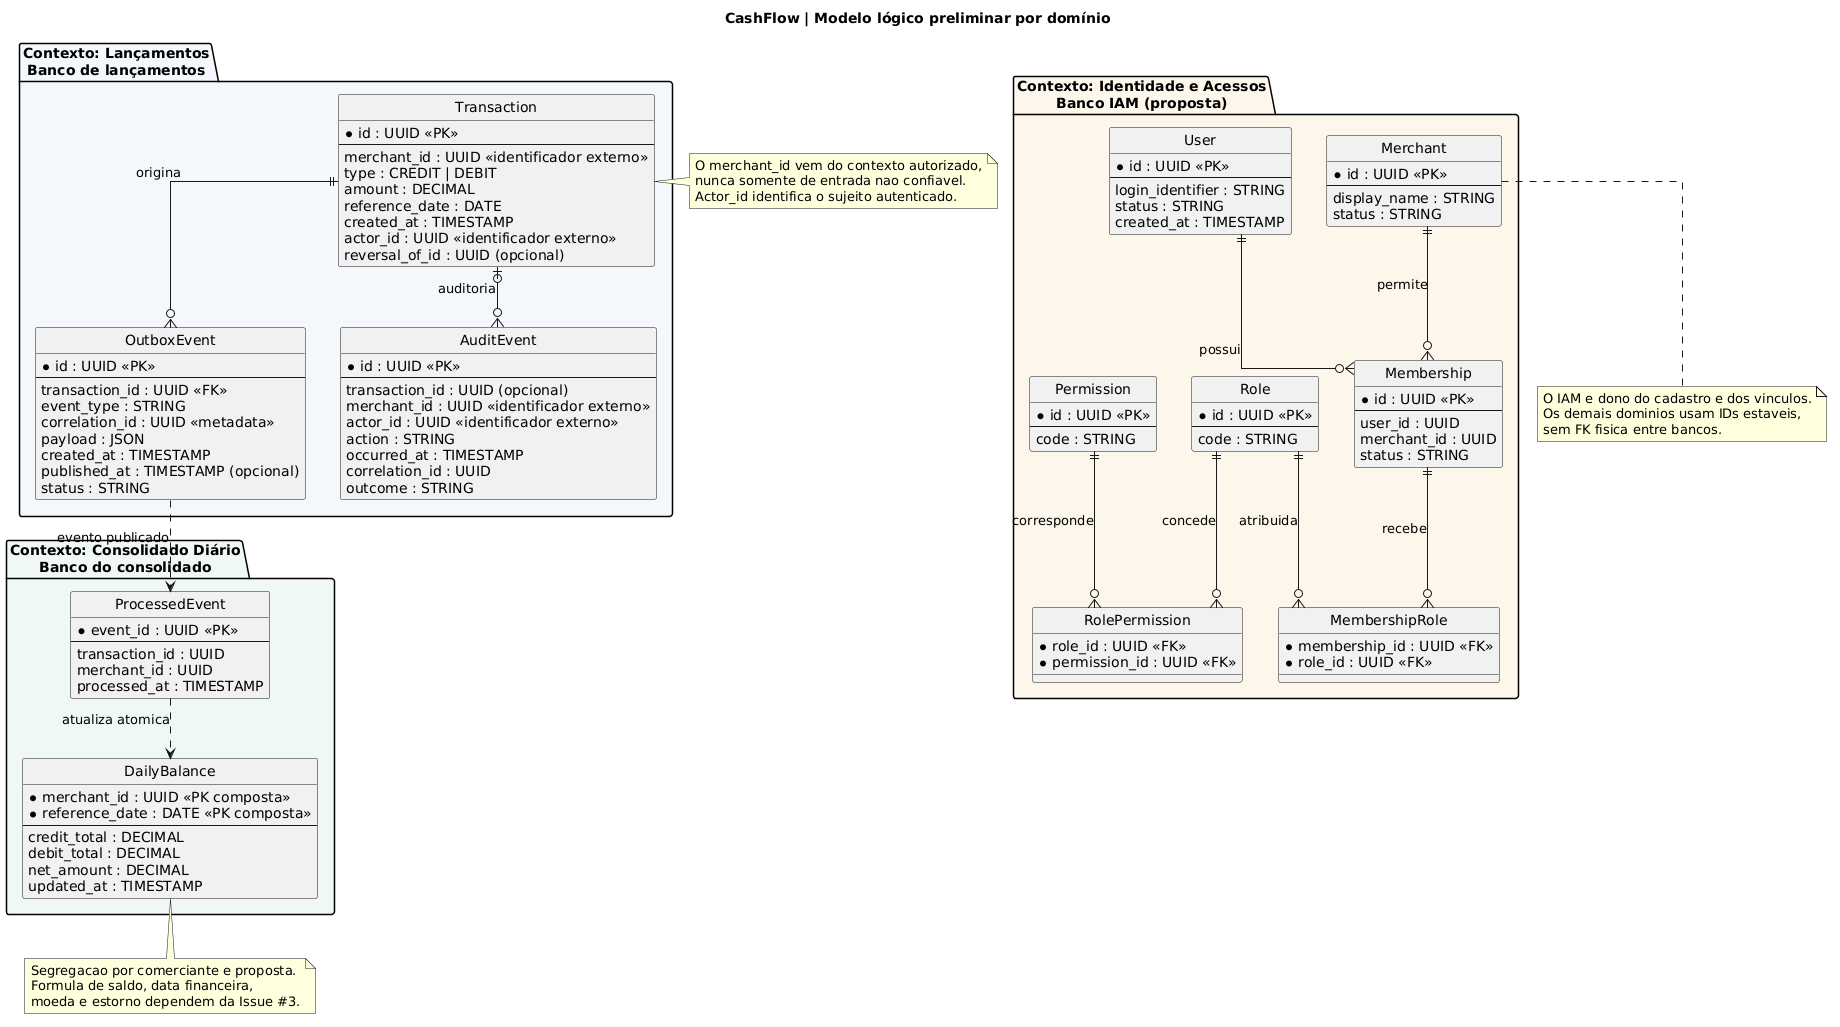 CashFlow | Modelo lógico preliminar por domínio
Contexto: Lançamentos
Banco de lançamentos
Transaction
id : UUID «PK»
merchant_id : UUID «identificador externo»
type : CREDIT | DEBIT
amount : DECIMAL
reference_date : DATE
created_at : TIMESTAMP
actor_id : UUID «identificador externo»
reversal_of_id : UUID (opcional)
O merchant_id vem do contexto autorizado,
nunca somente de entrada nao confiavel.
Actor_id identifica o sujeito autenticado.
origina
auditoria
OutboxEvent
id : UUID «PK»
transaction_id : UUID «FK»
event_type : STRING
correlation_id : UUID «metadata»
payload : JSON
created_at : TIMESTAMP
published_at : TIMESTAMP (opcional)
status : STRING
AuditEvent
id : UUID «PK»
transaction_id : UUID (opcional)
merchant_id : UUID «identificador externo»
actor_id : UUID «identificador externo»
action : STRING
occurred_at : TIMESTAMP
correlation_id : UUID
outcome : STRING
evento publicado
Contexto: Consolidado Diário
Banco do consolidado
ProcessedEvent
event_id : UUID «PK»
transaction_id : UUID
merchant_id : UUID
processed_at : TIMESTAMP
atualiza atomica
DailyBalance
merchant_id : UUID «PK composta»
reference_date : DATE «PK composta»
credit_total : DECIMAL
debit_total : DECIMAL
net_amount : DECIMAL
updated_at : TIMESTAMP
Segregacao por comerciante e proposta.
Formula de saldo, data financeira,
moeda e estorno dependem da Issue #3.
Contexto: Identidade e Acessos
Banco IAM (proposta)
User
id : UUID «PK»
login_identifier : STRING
status : STRING
created_at : TIMESTAMP
Merchant
id : UUID «PK»
display_name : STRING
status : STRING
permite
possui
Permission
id : UUID «PK»
code : STRING
Role
id : UUID «PK»
code : STRING
Membership
id : UUID «PK»
user_id : UUID
merchant_id : UUID
status : STRING
O IAM e dono do cadastro e dos vinculos.
Os demais dominios usam IDs estaveis,
sem FK fisica entre bancos.
corresponde
concede
atribuida
recebe
RolePermission
role_id : UUID «FK»
permission_id : UUID «FK»
MembershipRole
membership_id : UUID «FK»
role_id : UUID «FK»